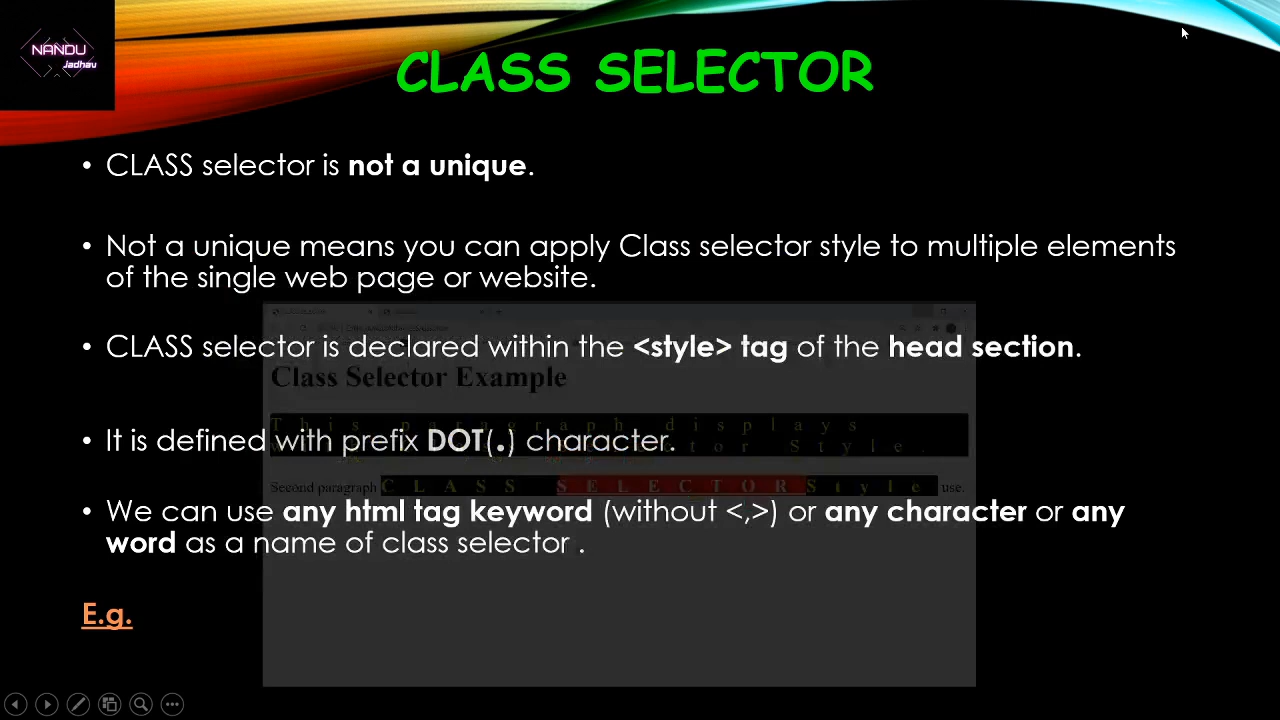 NANDU
Jadhav
CLASS SELECTOR
• CLASS selector is not a unique.
• Not a unique means you can apply Class selector style to multiple elements
of the single web page or website.
• CLASS selector is declared within the <style> tag of the head section.
Class Selector Example
This paragraph displays
• It is defined with prefix DOT(.) character.
Second paragraph CLASS SELECTOR Style use.
• We can use any html tag keyword (without <,>) or any character or any
word as a name of class selector .
E.g.